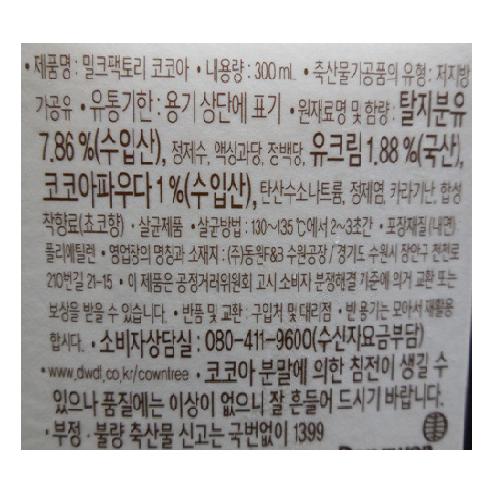 •제품명 : 밀크팩토리 코코아 •내용량 : 300 mL •축산물가공품의 유형 : 저지방
가공유 •유통기한 : 용기 상단에 표기 •원재료명 및 함량 : 탈지분유
7.86 %(수입산), 정제수, 액상과당, 정백당, 유크림 1.88 %(국산),
코코아파우다 1 %(수입산), 탄산수소나트륨, 정제염, 카라기난, 합성
착향료(쵸코향) •살균제품 •살균방법 : 130~135 ℃에서 2~3초간 •포장재질(내면) :
폴리에틸렌 •영업장의 명칭과 소재지 : (주)동원F&B 수원공장 / 경기도 수원시 장안구 천천로
210번길 21-15 •이 제품은 공정거래위원회 고시 소비자 분쟁해결 기준에 의거 교환 또는
보상을 받을 수 있습니다. •반품 및 교환 : 구입처 및 대리점 •빈 용기는 모아서 재활용
합시다. •소비자상담실 : 080-411-9600(수신자요금부담)
•www.dwdl.co.kr/cowntree •코코아 분말에 의한 침전이 생길 수
있으나 품질에는 이상이 없으니 잘 흔들어 드시기 바랍니다.
•부정·불량 축산물 신고는 국번없이 1399